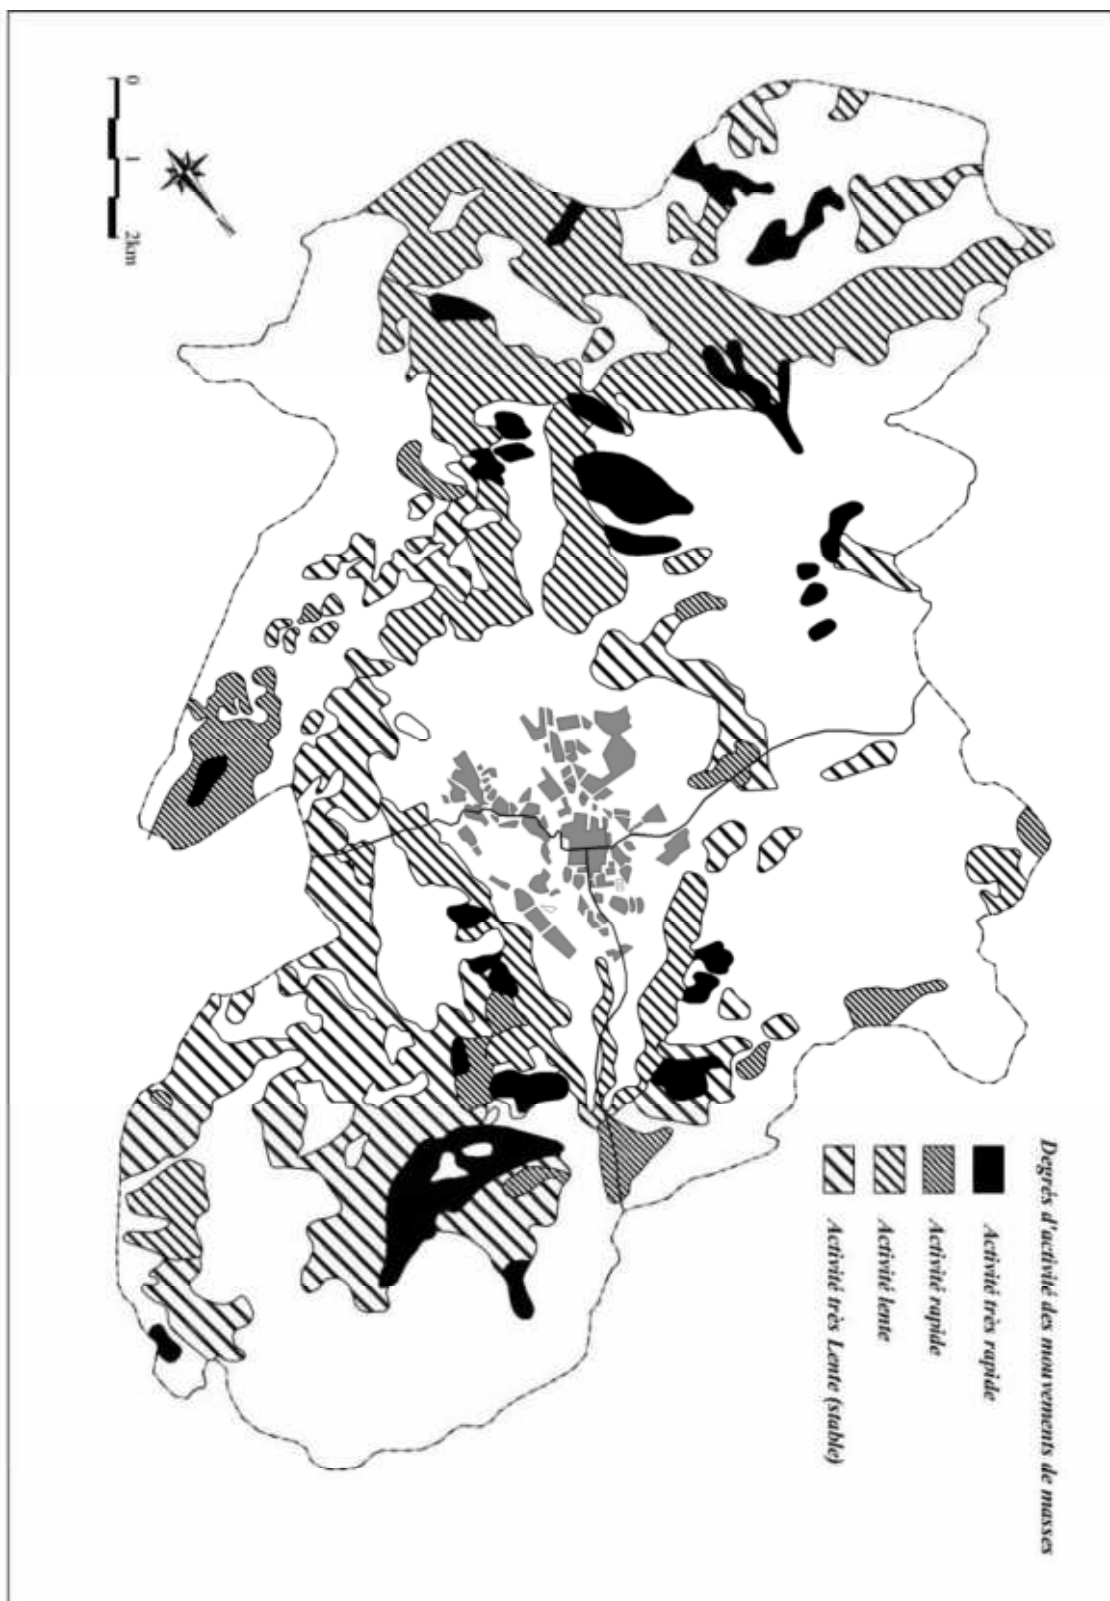 Degrés d'activité des mouvements de masses
Activité très rapide
Activité rapide
Activité lente
Activité très Lente (stable)
0
1
2km